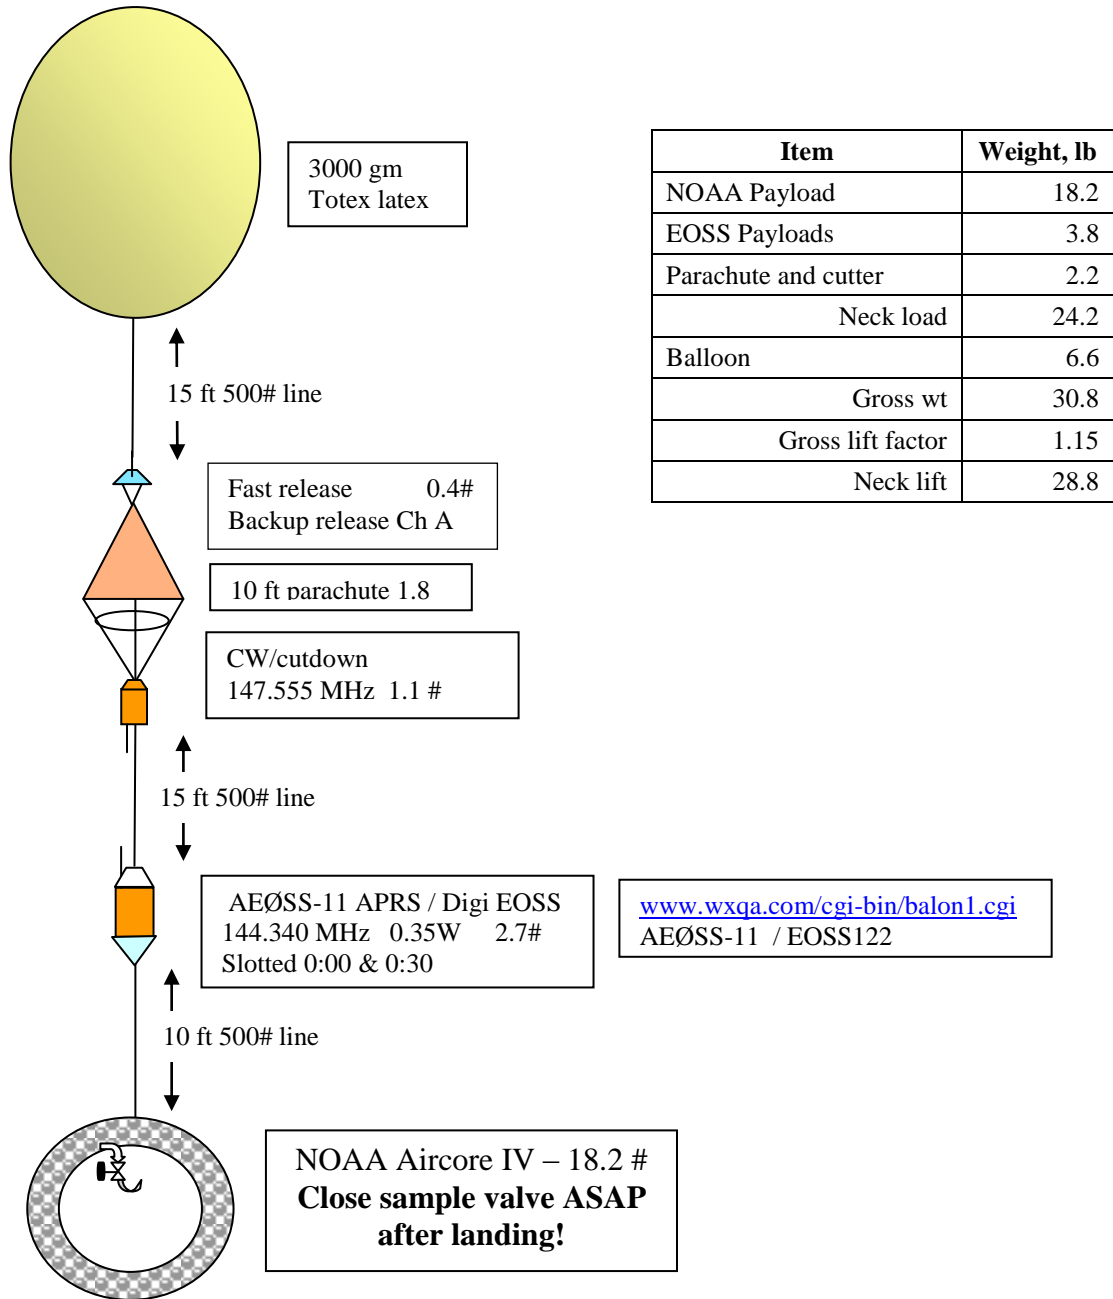 3000 gm
Totex latex
Item Weight, lb
NOAA Payload 18.2
EOSS Payloads 3.8
Parachute and cutter 2.2
Neck load 24.2
Balloon 6.6
Gross wt 30.8
Gross lift factor 1.15
Neck lift 28.8
15 ft 500# line
Fast release 0.4#
Backup release Ch A
10 ft parachute 1.8
CW/cutdown
147.555 MHz 1.1 #
15 ft 500# line
AEØSS-11 APRS / Digi EOSS
144.340 MHz 0.35W 2.7#
Slotted 0:00 & 0:30
www.wxqa.com/cgi-bin/balon1.cgi
AEØSS-11 / EOSS122
10 ft 500# line
NOAA Aircore IV – 18.2 #
Close sample valve ASAP
after landing!